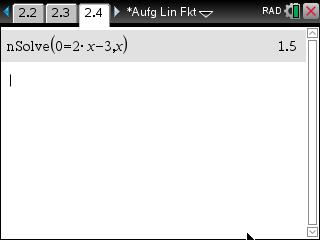 2.2 2.3 2.4 *Aufg Lin Fkt RAD
nSolve(0=2· x−3,x) 1.5